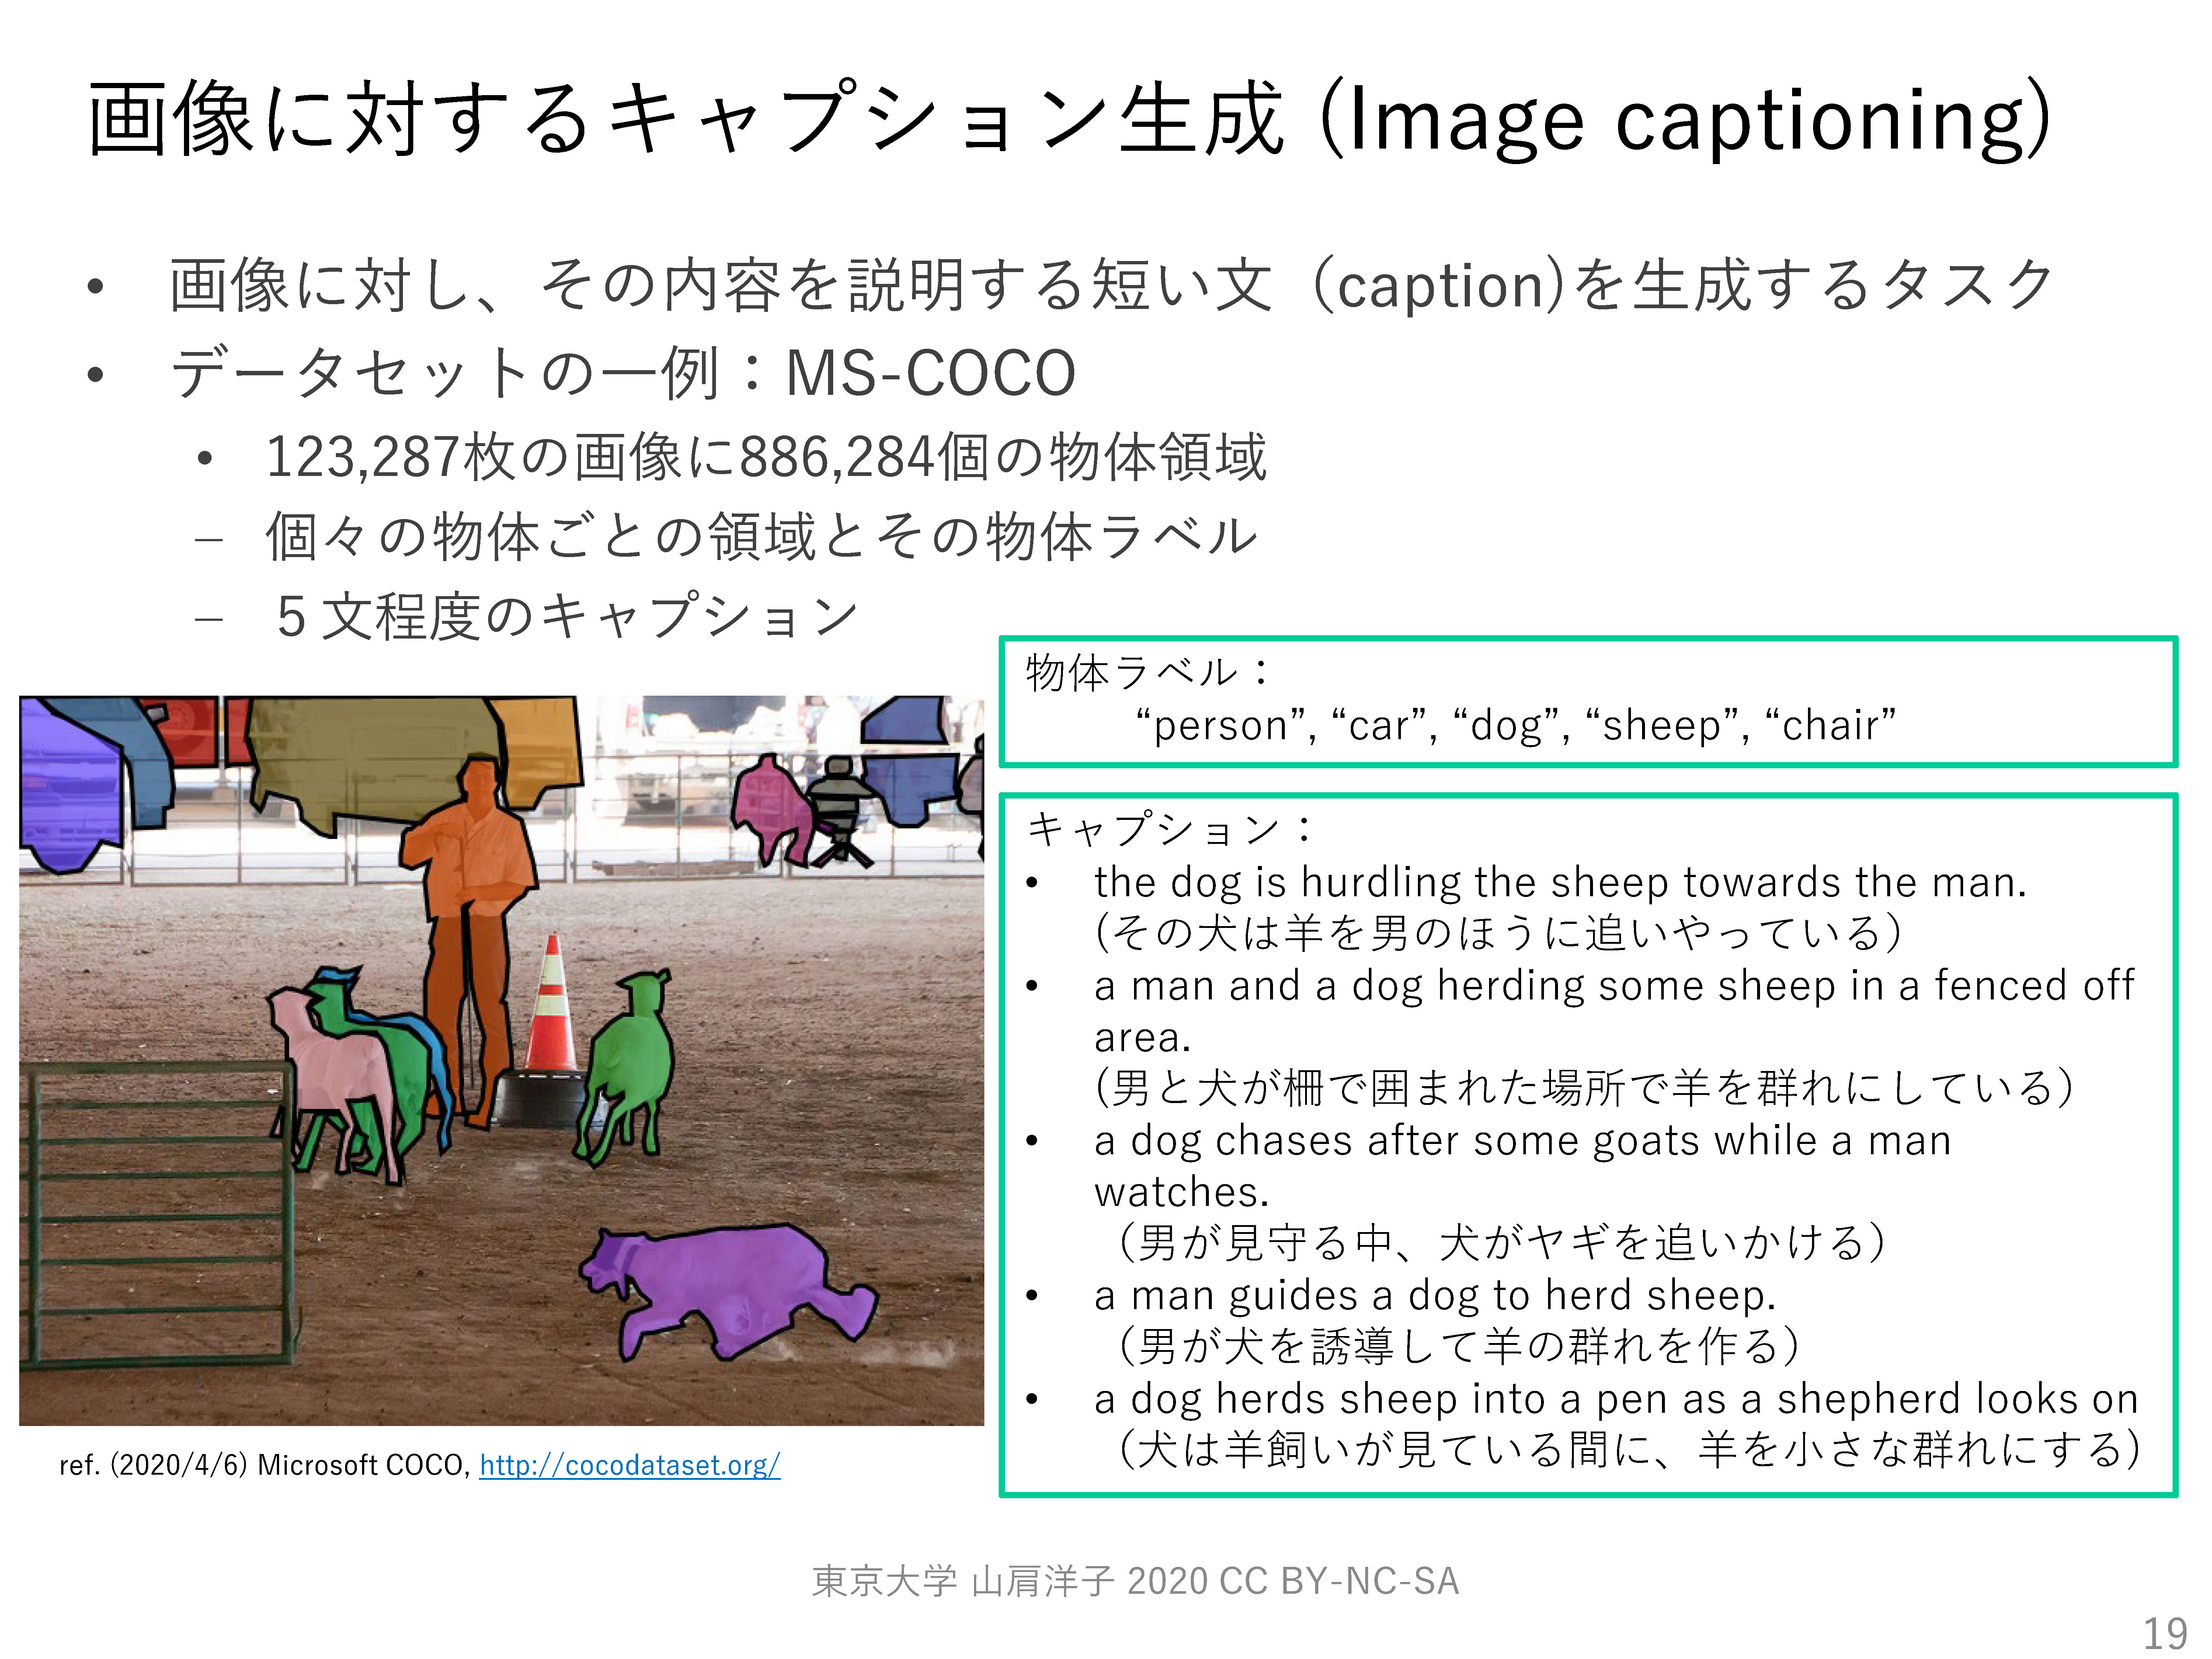 画像に対するキャプション生成 (Image captioning)
• 画像に対し、その内容を説明する短い文（caption)を生成するタスク
• データセットの一例：MS-COCO
• 123,287枚の画像に886,284個の物体領域
– 個々の物体ごとの領域とその物体ラベル
– ５文程度のキャプション
物体ラベル：
“person”, “car”, “dog”, “sheep”, “chair”
キャプション：
• the dog is hurdling the sheep towards the man.
(その犬は羊を男のほうに追いやっている）
• a man and a dog herding some sheep in a fenced off
area.
(男と犬が柵で囲まれた場所で羊を群れにしている）
• a dog chases after some goats while a man
watches.
（男が見守る中、犬がヤギを追いかける）
• a man guides a dog to herd sheep.
（男が犬を誘導して羊の群れを作る）
• a dog herds sheep into a pen as a shepherd looks on
（犬は羊飼いが見ている間に、羊を小さな群れにする）
ref. (2020/4/6) Microsoft COCO, http://cocodataset.org/
東京大学 山肩洋子 2020 CC BY-NC-SA
19